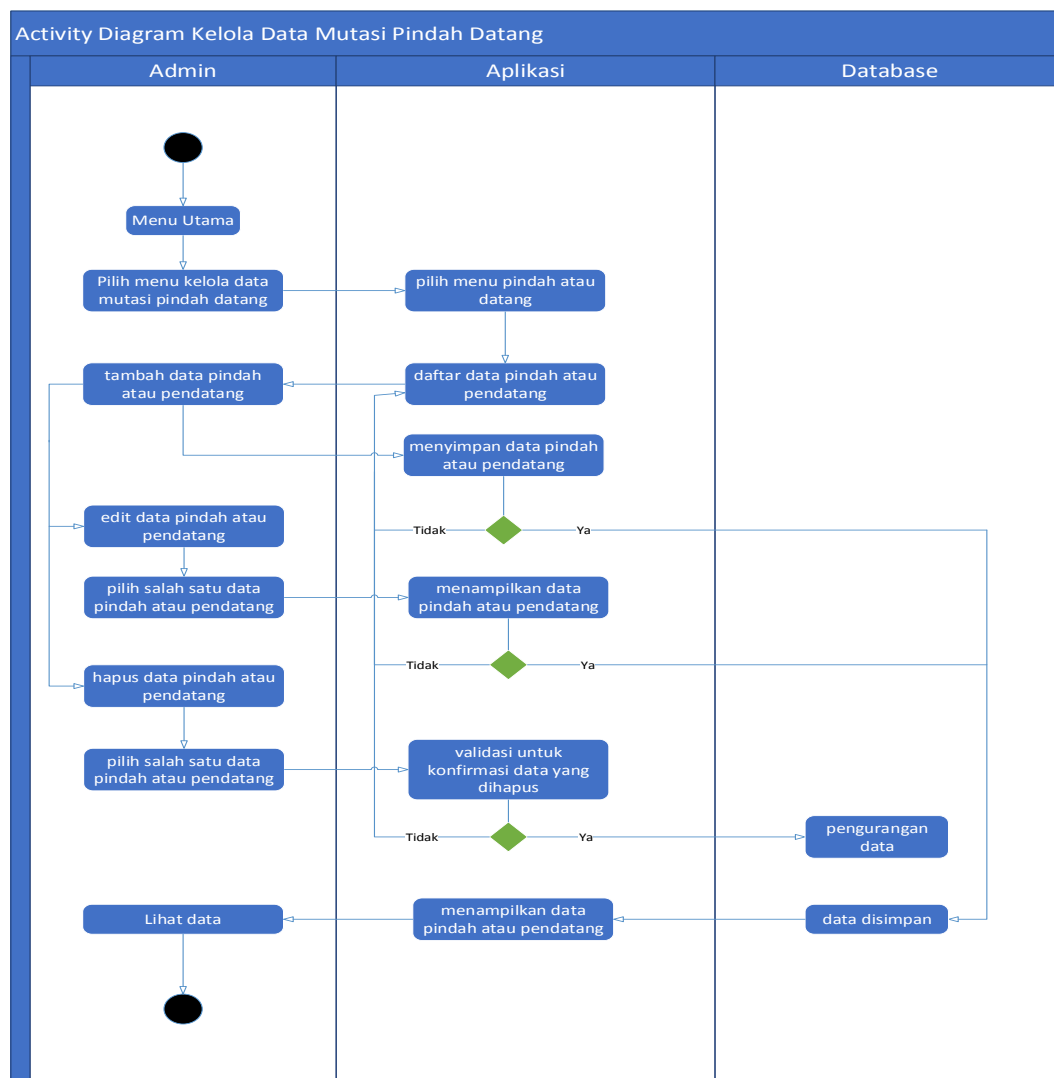 Activity Diagram Kelola Data Mutasi Pindah Datang
Admin
Aplikasi
Database
Menu Utama
Pilih menu kelola data
mutasi pindah datang
pilih menu pindah atau
datang
tambah data pindah
atau pendatang
daftar data pindah atau
pendatang
menyimpan data pindah
atau pendatang
edit data pindah atau
pendatang
Tidak
Ya
pilih salah satu data
pindah atau pendatang
menampilkan data
pindah atau pendatang
Tidak
Ya
hapus data pindah atau
pendatang
pilih salah satu data
pindah atau pendatang
validasi untuk
konfirmasi data yang
dihapus
Tidak
Ya
pengurangan
data
Lihat data
menampilkan data
pindah atau pendatang
data disimpan